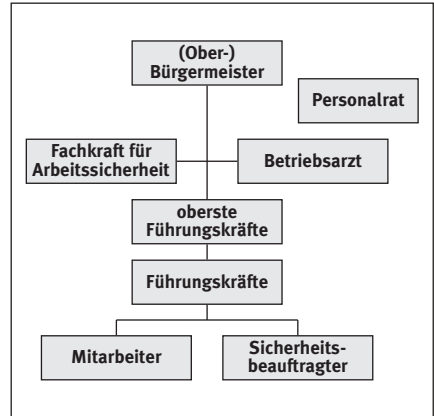 (Ober-)
Bürgermeister
Personalrat
Fachkraft für
Arbeitssicherheit
Betriebsarzt
oberste
Führungskräfte
Führungskräfte
Mitarbeiter
Sicherheits-
beauftragter